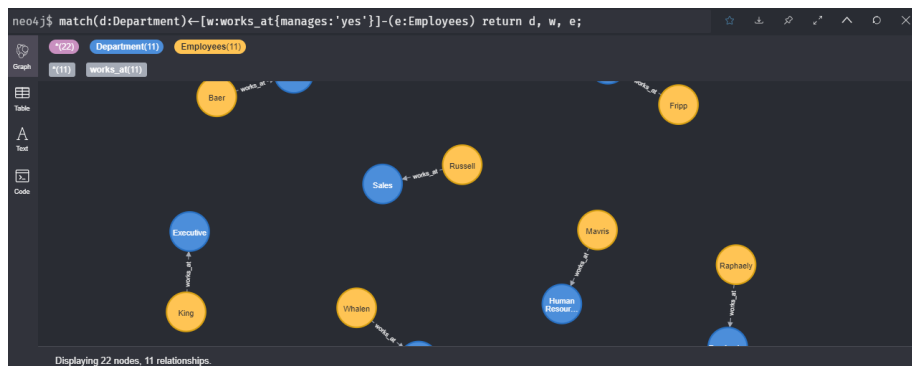 neo4j$ match(d:Department)←[w:works_at{manages:'yes'}]-(e:Employees) return d, w, e;
*(22) Department(11) Employees(11)
*(11) works_at(11)
Graph
Table
Text
Code
Baer
works_at
works_at
Fripp
Sales
works_at
Russell
Executive
works_at
King
Mavris
works_at
Human
Resour...
Raphaely
works_at
Whalen
works_at
Displaying 22 nodes, 11 relationships.